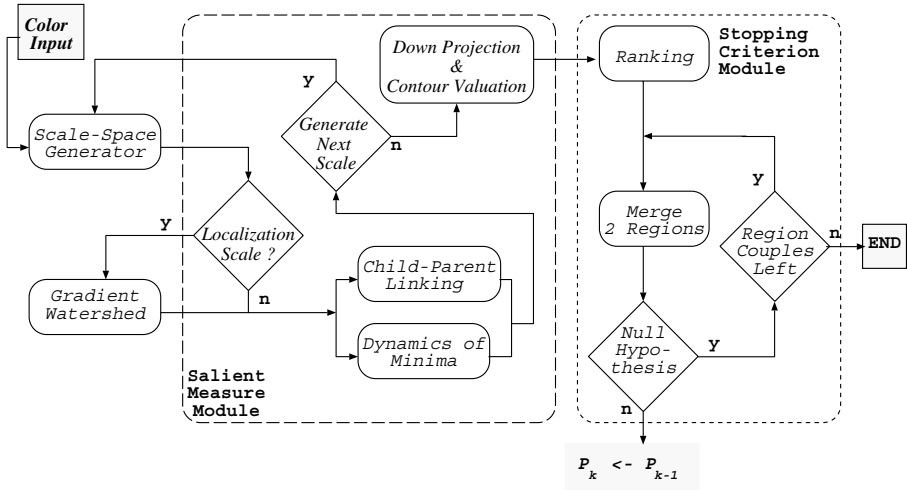 Color
Input
Down Projection
&
Contour Valuation
Ranking
Stopping
Criterion
Module
y
Generate
Next
Scale
n
Scale-Space
Generator
y
Localization
Scale ?
n
Gradient
Watershed
Child-Parent
Linking
Dynamics of
Minima
Salient
Measure
Module
Merge
2 Regions
y
Region
Couples
Left
n
END
Null
Hypo-
thesis
y
n
P_k <- P_{k-1}